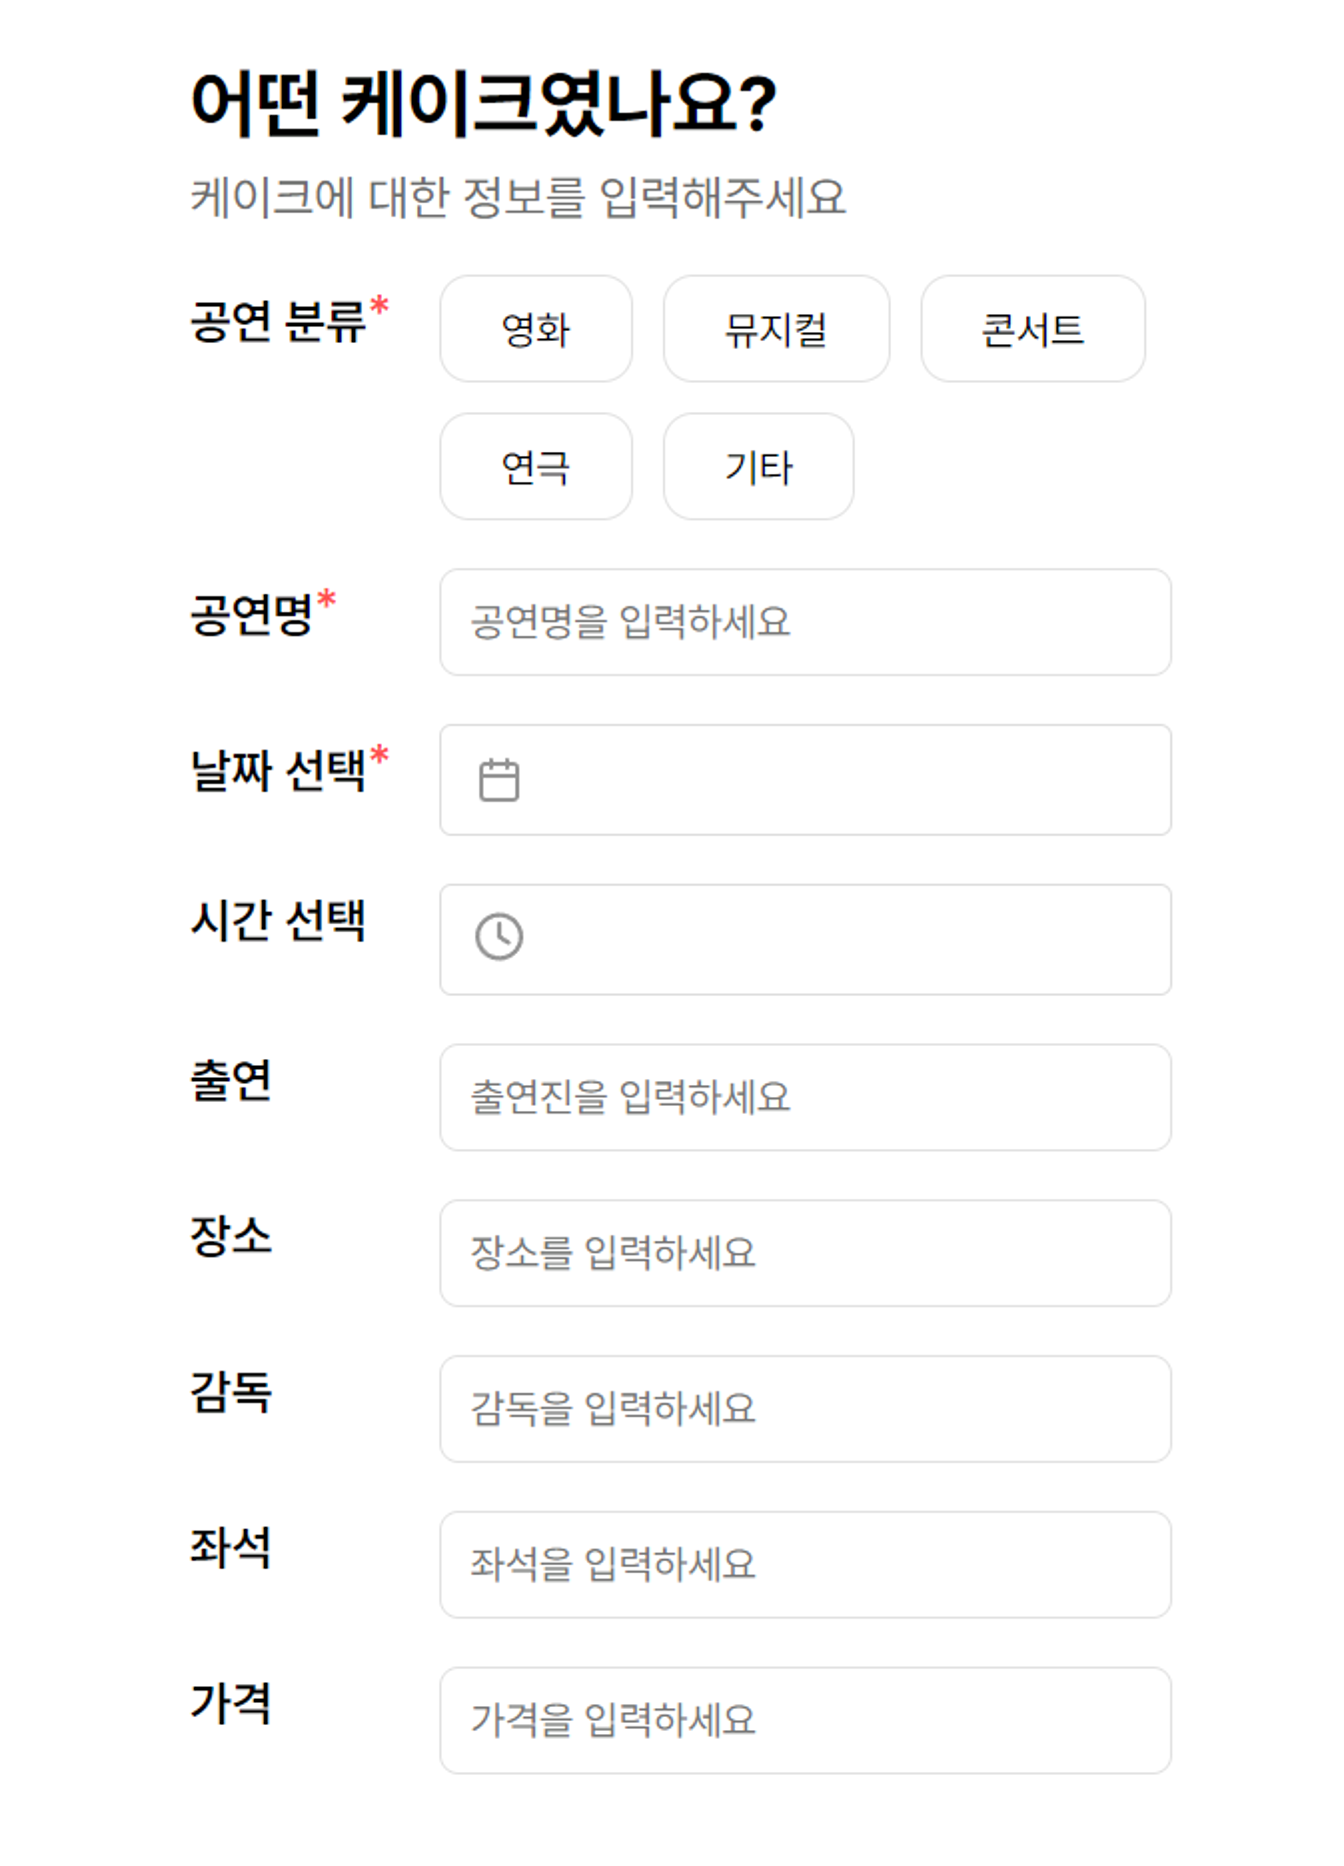 어떤 케이크였나요?
케이크에 대한 정보를 입력해주세요
공연 분류* 영화 뮤지컬 콘서트
연극 기타
공연명* 공연명을 입력하세요
날짜 선택*
시간 선택
출연 출연진을 입력하세요
장소 장소를 입력하세요
감독 감독을 입력하세요
좌석 좌석을 입력하세요
가격 가격을 입력하세요